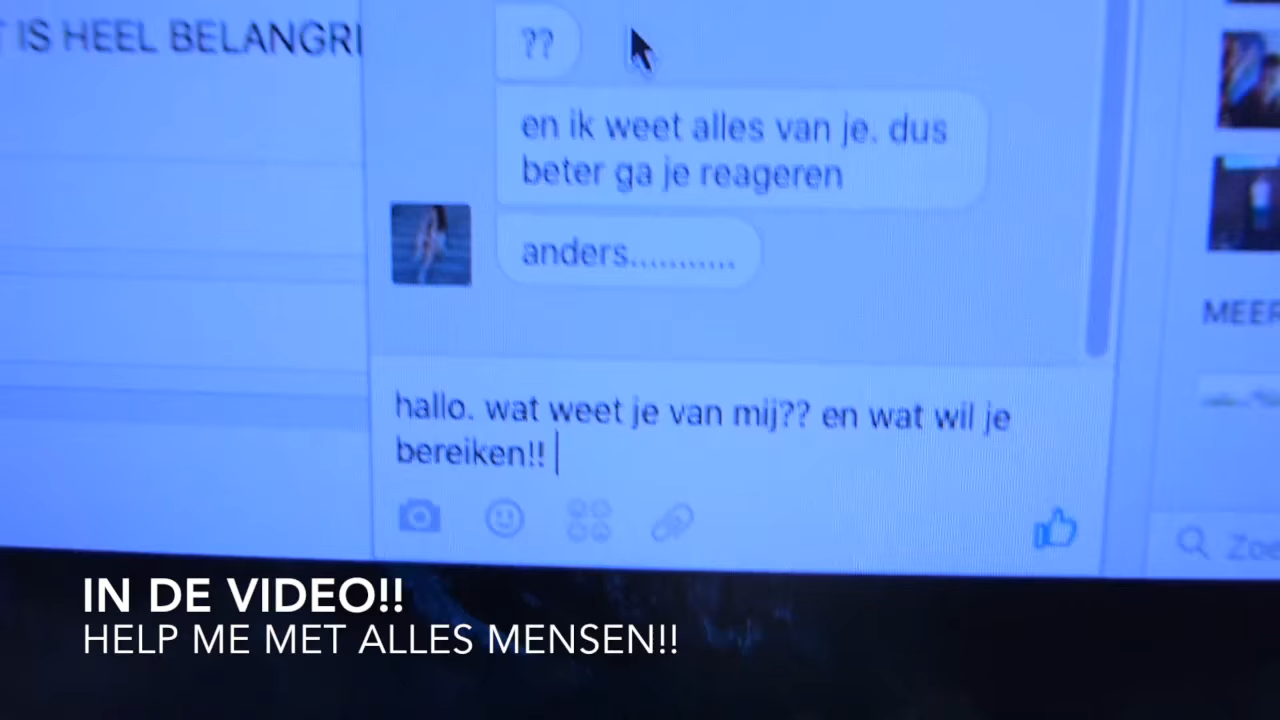 IS HEEL BELANGRI
??
en ik weet alles van je. dus
beter ga je reageren
anders............
MEER
hallo. wat weet je van mij?? en wat wil je
bereiken!!
Zoe
IN DE VIDEO!!
HELP ME MET ALLES MENSEN!!